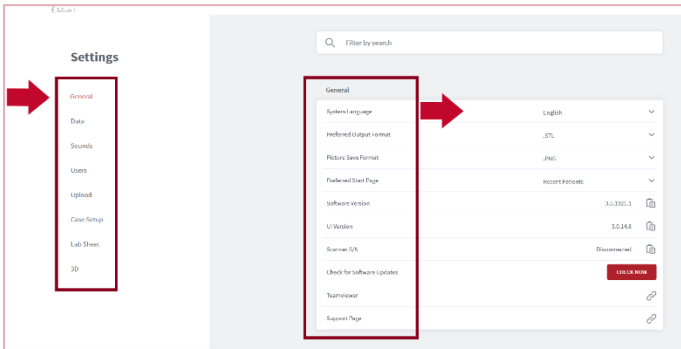 Filter by search
Settings
General
Data
Sounds
Users
Upload
Case Setup
Lab Sheet
3D
General
System Language English
Preferred Output Format .STL
Picture Save Format .PNG
Preferred Start Page Recent Patients
Software Version
UI Version 3.0.14.8
Scanner S/N Disconnected
Check for Software Updates CHECK NOW
Teamviewer
Support Page